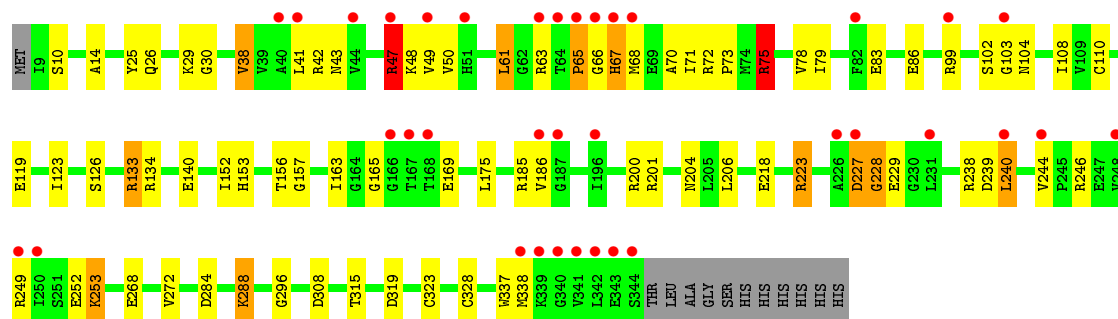 MET I9 S10 A14 Y25 Q26 K29 G30 V38 V39 A40 L41 R42 N43 V44 R47 K48 V49 V50 H51 L61 G62 R63 T64 P65 G66 H67 M68 E69 A70 I71 R72 P73 M74 R75 V78 I79 F82 E83 E86 R99 S102 G103 N104 I108 V109 C110
E119 I123 S126 R133 R134 E140 I152 H153 T156 G157 I163 G164 G165 G166 T167 T168 E169 L175 R185 V186 G187 I196 R200 R201 N204 L205 L206 E218 R223 A226 D227 G228 E229 G230 L231 R238 D239 L240 V244 P245 R246 E247 V248
R249 I250 S251 E252 K253 E268 V272 D284 K288 G296 D308 T315 D319 C323 C328 W337 M338 K339 G340 V341 L342 E343 S344 THR LEU ALA GLY SER HIS HIS HIS HIS HIS HIS